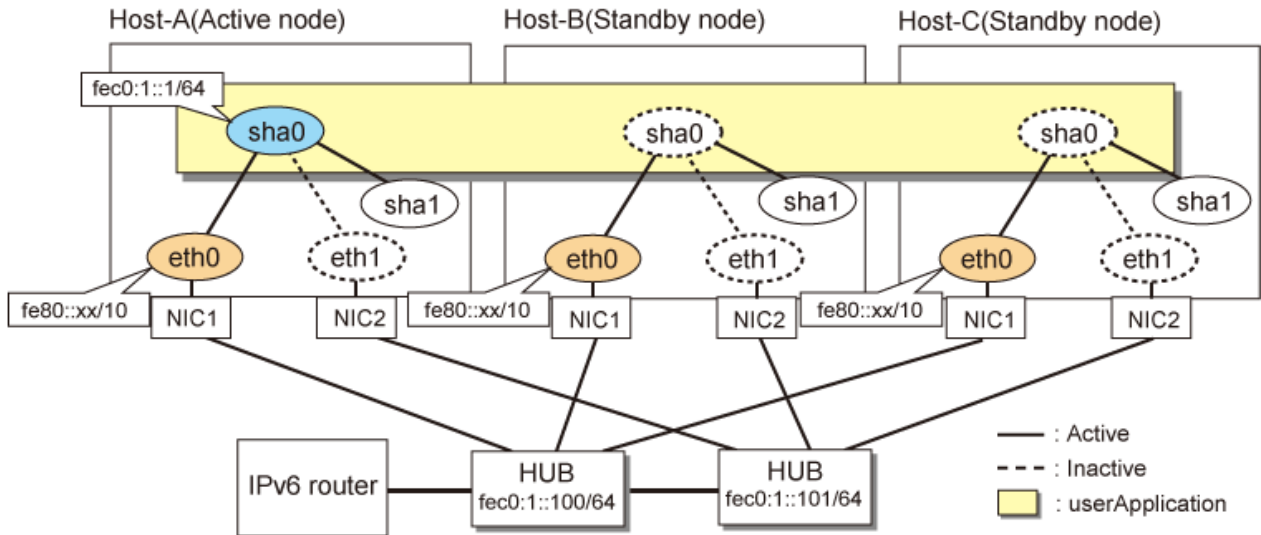 Host-A(Active node)
Host-B(Standby node)
Host-C(Standby node)
fec0:1::1/64
sha0
sha0
sha0
sha1
sha1
sha1
eth0
eth1
eth0
eth1
eth0
eth1
fe80::xx/10
fe80::xx/10
fe80::xx/10
NIC1
NIC2
NIC1
NIC2
NIC1
NIC2
IPv6 router
HUB
fec0:1::100/64
HUB
fec0:1::101/64
: Active
: Inactive
: userApplication